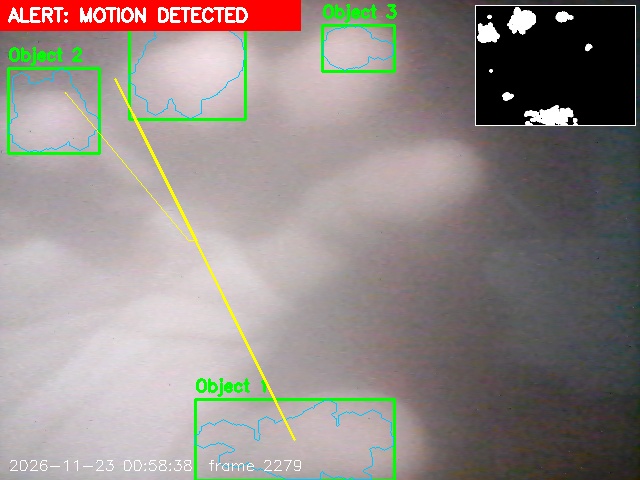 ALERT: MOTION DETECTED
Object 3
Object 2
Object 1
2026-11-23 00:58:38 frame 2279